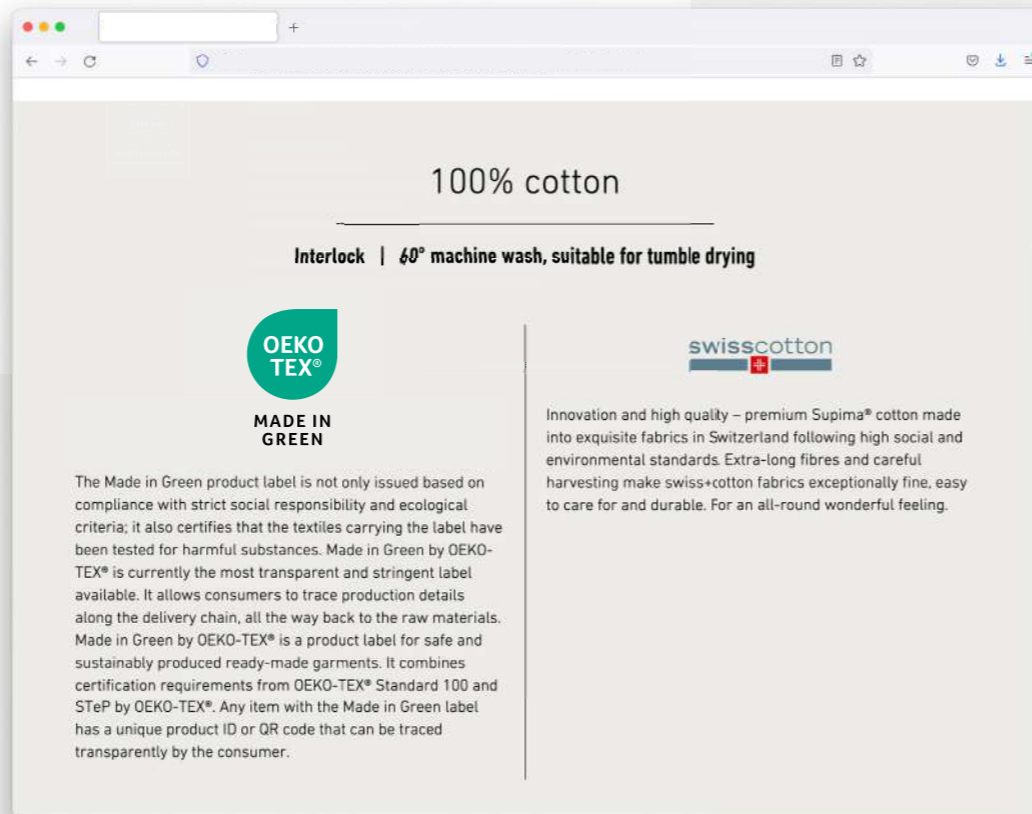 100% cotton
Interlock | 60° machine wash, suitable for tumble drying
OEKO
TEX®
MADE IN
GREEN
The Made in Green product label is not only issued based on
compliance with strict social responsibility and ecological
criteria; it also certifies that the textiles carrying the label have
been tested for harmful substances. Made in Green by OEKO-
TEX® is currently the most transparent and stringent label
available. It allows consumers to trace production details
along the delivery chain, all the way back to the raw materials.
Made in Green by OEKO-TEX® is a product label for safe and
sustainably produced ready-made garments. It combines
certification requirements from OEKO-TEX® Standard 100 and
STeP by OEKO-TEX®. Any item with the Made in Green label
has a unique product ID or QR code that can be traced
transparently by the consumer.
swisscotton
Innovation and high quality – premium Supima® cotton made
into exquisite fabrics in Switzerland following high social and
environmental standards. Extra-long fibres and careful
harvesting make swiss+cotton fabrics exceptionally fine, easy
to care for and durable. For an all-round wonderful feeling.